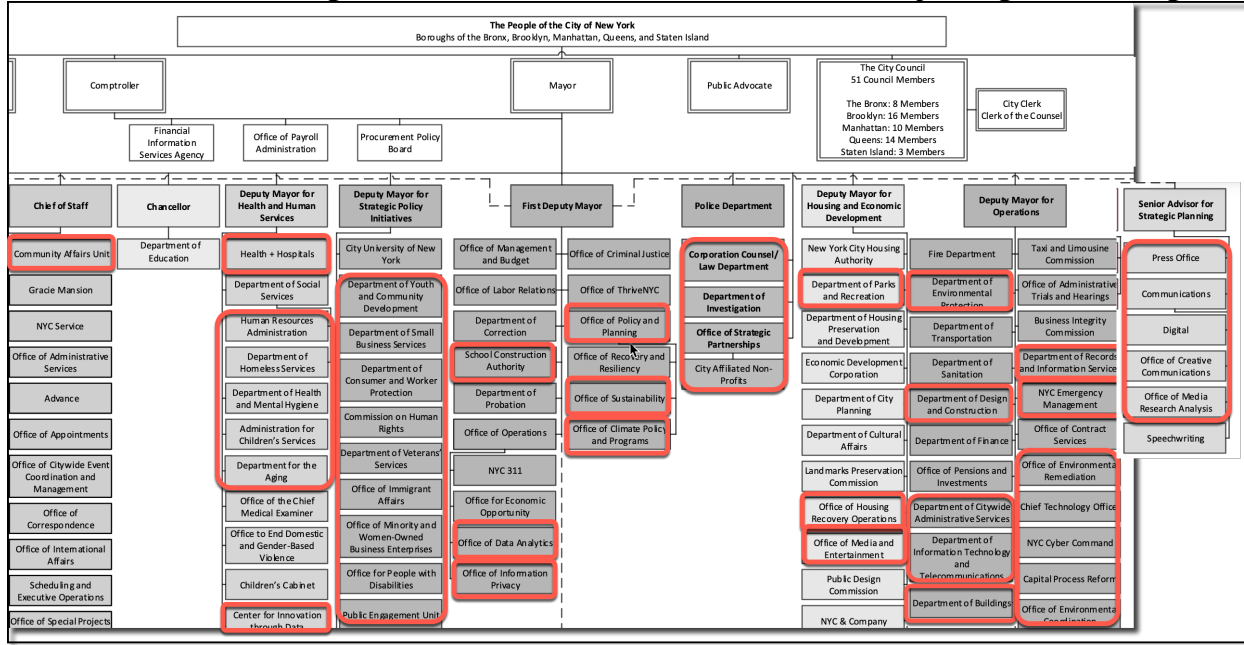 The People of the City of New York
Boroughs of the Bronx, Brooklyn, Manhattan, Queens, and Staten Island
Comptroller
Mayor
Public Advocate
The City Council
51 Council Members
The Bronx: 8 Members
Brooklyn: 16 Members
Manhattan: 10 Members
Queens: 14 Members
Staten Island: 3 Members
City Clerk
Clerk of the Counsel
Financial
Information
Services Agency
Office of Payroll
Administration
Procurement Policy
Board
Chief of Staff
Community Affairs Unit
Gracie Mansion
NYC Service
Office of Administrative
Services
Advance
Office of Appointments
Office of Citywide Event
Coordination and
Management
Office of
Correspondence
Office of International
Affairs
Scheduling and
Executive Operations
Office of Special Projects
Chancellor
Department of
Education
Deputy Mayor for
Health and Human
Services
Health + Hospitals
Department of Social
Services
Human Resources
Administration
Department of
Homeless Services
Department of Health
and Mental Hygiene
Administration for
Children's Services
Department for the
Aging
Office of the Chief
Medical Examiner
Office to End Domestic
and Gender-Based
Violence
Children's Cabinet
Center for Innovation
through Data
Deputy Mayor for
Strategic Policy
Initiatives
City University of New
York
Department of Youth
and Community
Development
Department of Small
Business Services
Department of
Consumer and Worker
Protection
Commission on Human
Rights
Department of Veterans'
Services
Office of Immigrant
Affairs
Office of Minority and
Women-Owned
Business Enterprises
Office for People with
Disabilities
Public Engagement Unit
First Deputy Mayor
Office of Management
and Budget
Office of Labor Relations
Department of
Correction
School Construction
Authority
Department of
Probation
Office of Operations
NYC 311
Office for Economic
Opportunity
Office of Data Analytics
Office of Information
Privacy
Office of Criminal Justice
Office of ThriveNYC
Office of Policy and
Planning
Office of Recovery and
Resiliency
Office of Sustainability
Office of Climate Policy
and Programs
Police Department
Corporation Counsel/
Law Department
Department of
Investigation
Office of Strategic
Partnerships
City Affiliated Non-
Profits
Deputy Mayor for
Housing and Economic
Development
New York City Housing
Authority
Department of Parks
and Recreation
Department of Housing
Preservation
and Development
Economic Development
Corporation
Department of City
Planning
Department of Cultural
Affairs
Landmarks Preservation
Commission
Office of Housing
Recovery Operations
Office of Media and
Entertainment
Public Design
Commission
NYC & Company
Deputy Mayor for
Operations
Fire Department
Department of
Environmental
Protection
Department of
Transportation
Department of
Sanitation
Department of Design
and Construction
Department of Finance
Office of Pensions and
Investments
Department of Citywide
Administrative Services
Department of
Information Technology
and
Telecommunications
Department of Buildings
Taxi and Limousine
Commission
Office of Administrative
Trials and Hearings
Business Integrity
Commission
Department of Records
and Information Service
NYC Emergency
Management
Office of Contract
Services
Office of Environmenta
Remediation
Chief Technology Office
NYC Cyber Command
Capital Process Reform
Office of Environmenta
Coordination
Senior Advisor for
Strategic Planning
Press Office
Communications
Digital
Office of Creative
Communications
Office of Media
Research Analysis
Speechwriting